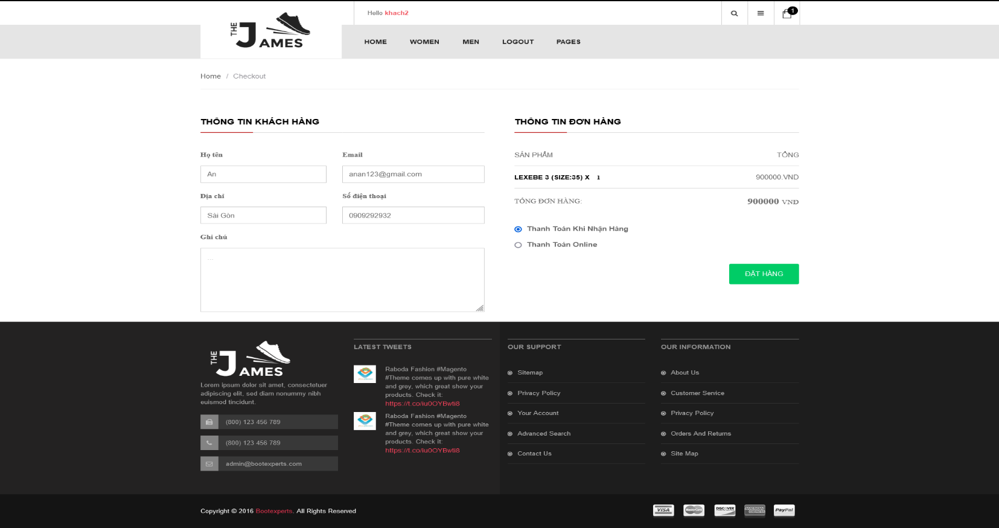 Hello khach2
1
THE JAMES
HOME WOMEN MEN LOGOUT PAGES
Home / Checkout
THÔNG TIN KHÁCH HÀNG
Họ tên Email
An anan123@gmail.com
Địa chỉ Số điện thoại
Sài Gòn 0909292932
Ghi chú
...
THÔNG TIN ĐƠN HÀNG
SẢN PHẨM TỔNG
LEXEBE 3 (SIZE:35) X 1 900000.VND
TỔNG ĐƠN HÀNG: 900000 VNĐ
Thanh Toán Khi Nhận Hàng
Thanh Toán Online
ĐẶT HÀNG
THE JAMES
Lorem ipsum dolor sit amet, consectetuer
adipiscing elit, sed diam nonummy nibh
euismod tincidunt.
(800) 123 456 789
(800) 123 456 789
admin@bootexperts.com
LATEST TWEETS
Raboda Fashion #Magento
#Theme comes up with pure white
and grey, which great show your
products. Check it:
https://t.co/iu0OYBwti8
Raboda Fashion #Magento
#Theme comes up with pure white
and grey, which great show your
products. Check it:
https://t.co/iu0OYBwti8
OUR SUPPORT
Sitemap
Privacy Policy
Your Account
Advanced Search
Contact Us
OUR INFORMATION
About Us
Customer Service
Privacy Policy
Orders And Returns
Site Map
Copyright © 2016 Bootexperts. All Rights Reserved
VISA MasterCard DISCOVER AMERICAN EXPRESS PayPal